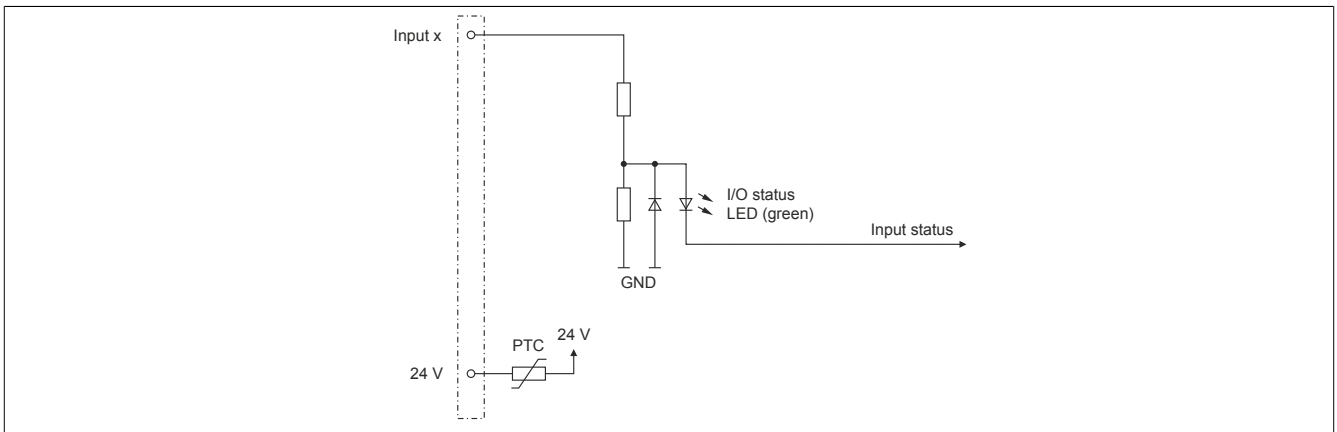 Input x
I/O status
LED (green)
Input status
GND
24 V
PTC
24 V